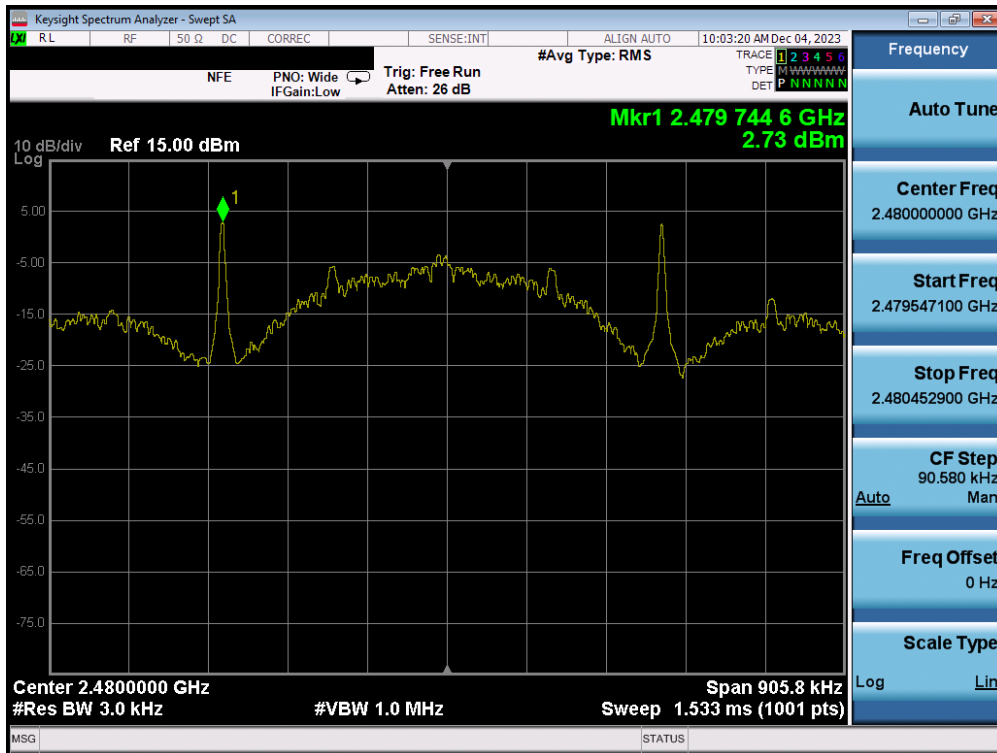 Keysight Spectrum Analyzer - Swept SA
LXI RL RF 50 Ω DC CORREC SENSE:INT ALIGN AUTO 10:03:20 AM Dec 04, 2023
NFE
PNO: Wide
IFGain:Low
Trig: Free Run
Atten: 26 dB
#Avg Type: RMS
TRACE 1 2 3 4 5 6
TYPE M WWWWW
DET P N N N N N
Mkr1 2.479 744 6 GHz
2.73 dBm
10 dB/div
Log
Ref 15.00 dBm
1
5.00
-5.00
-15.0
-25.0
-35.0
-45.0
-55.0
-65.0
-75.0
Center 2.4800000 GHz
Span 905.8 kHz
#Res BW 3.0 kHz
#VBW 1.0 MHz
Sweep 1.533 ms (1001 pts)
MSG
STATUS
Frequency
Auto Tune
Center Freq
2.480000000 GHz
Start Freq
2.479547100 GHz
Stop Freq
2.480452900 GHz
CF Step
90.580 kHz
Auto Man
Freq Offset
0 Hz
Scale Type
Log Lin